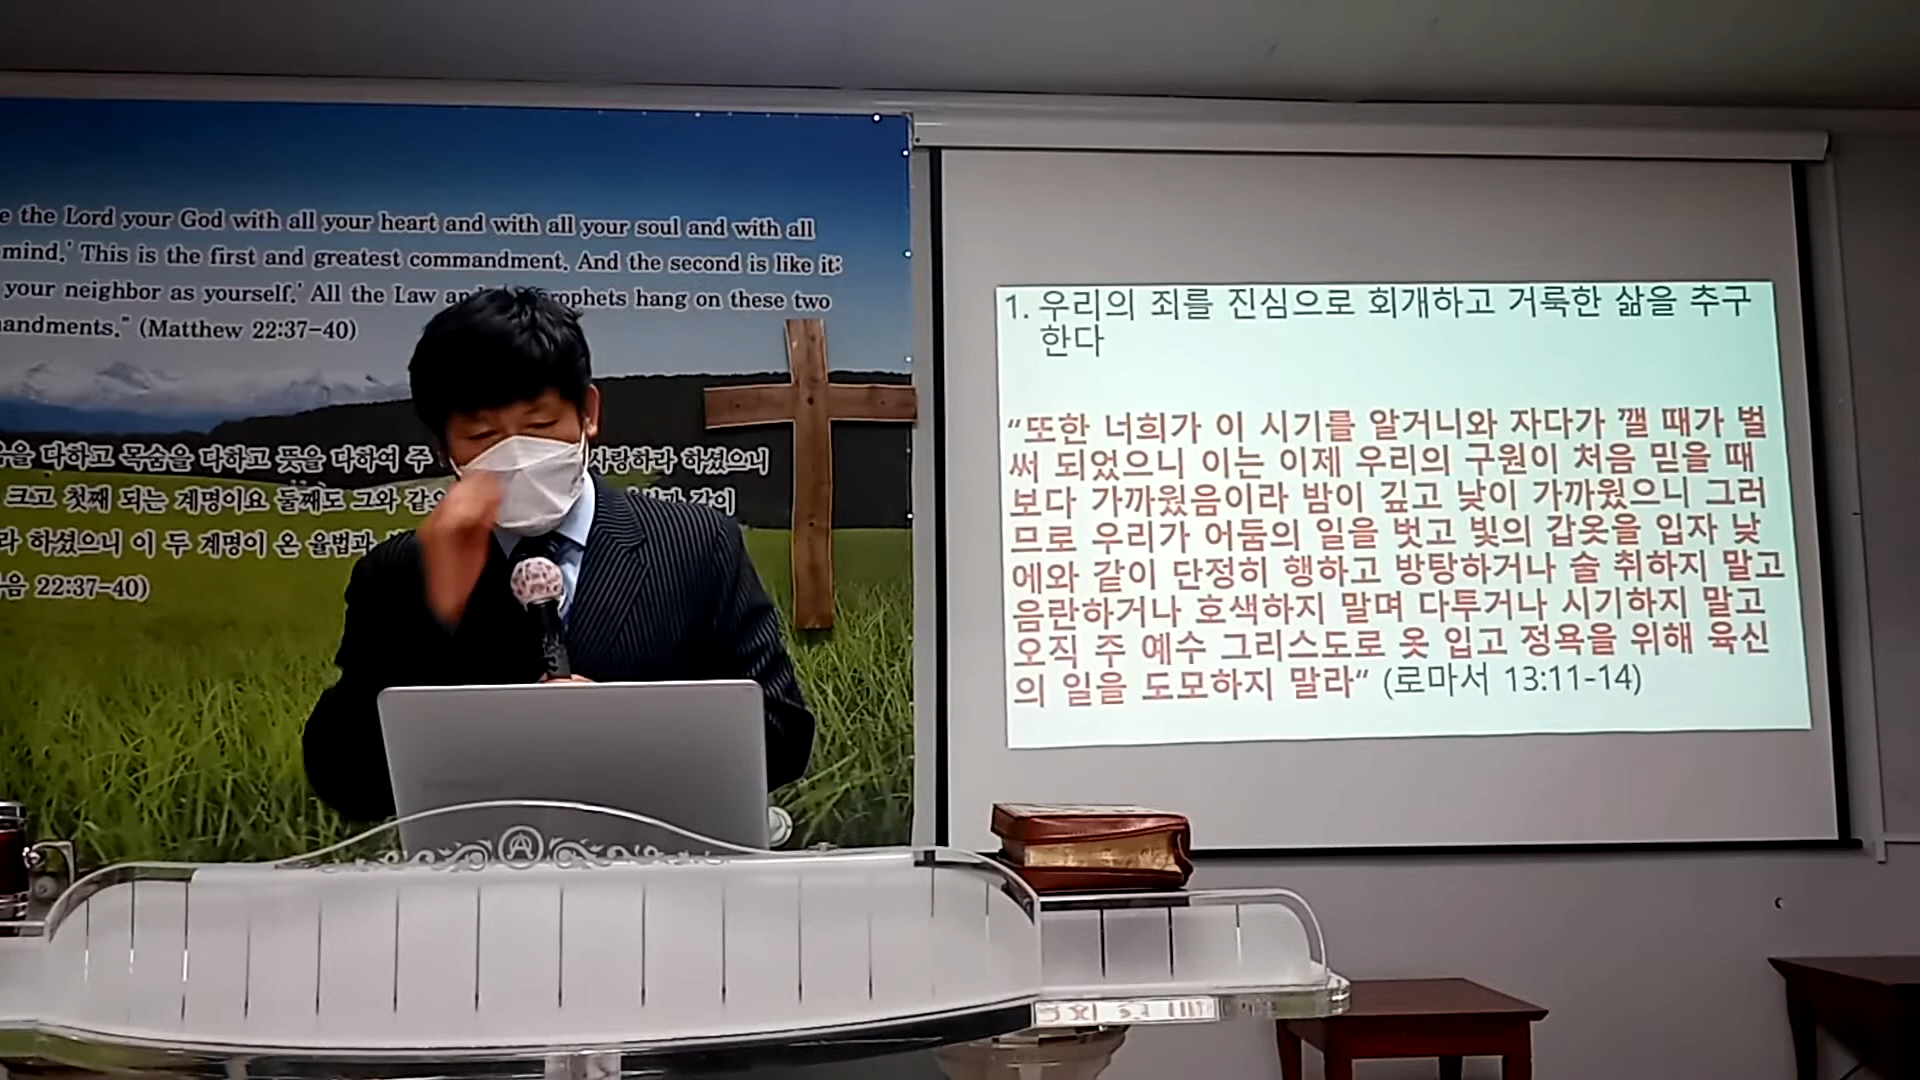 e the Lord your God with all your heart and with all your soul and with all
mind.' This is the first and greatest commandment. And the second is like it:
your neighbor as yourself.' All the Law and prophets hang on these two
andments." (Matthew 22:37-40)
을 다하고 목숨을 다하고 뜻을 다하여 주 사랑하라 하셨으니
크고 첫째 되는 계명이요 둘째도 그와 같으 같이
라 하셨으니 이 두 계명이 온 율법과
음 22:37-40)
1. 우리의 죄를 진심으로 회개하고 거룩한 삶을 추구
한다
“또한 너희가 이 시기를 알거니와 자다가 깰 때가 벌
써 되었으니 이는 이제 우리의 구원이 처음 믿을 때
보다 가까웠음이라 밤이 깊고 낮이 가까웠으니 그러
므로 우리가 어둠의 일을 벗고 빛의 갑옷을 입자 낮
에와 같이 단정히 행하고 방탕하거나 술 취하지 말고
음란하거나 호색하지 말며 다투거나 시기하지 말고
오직 주 예수 그리스도로 옷 입고 정욕을 위해 육신
의 일을 도모하지 말라” (로마서 13:11-14)